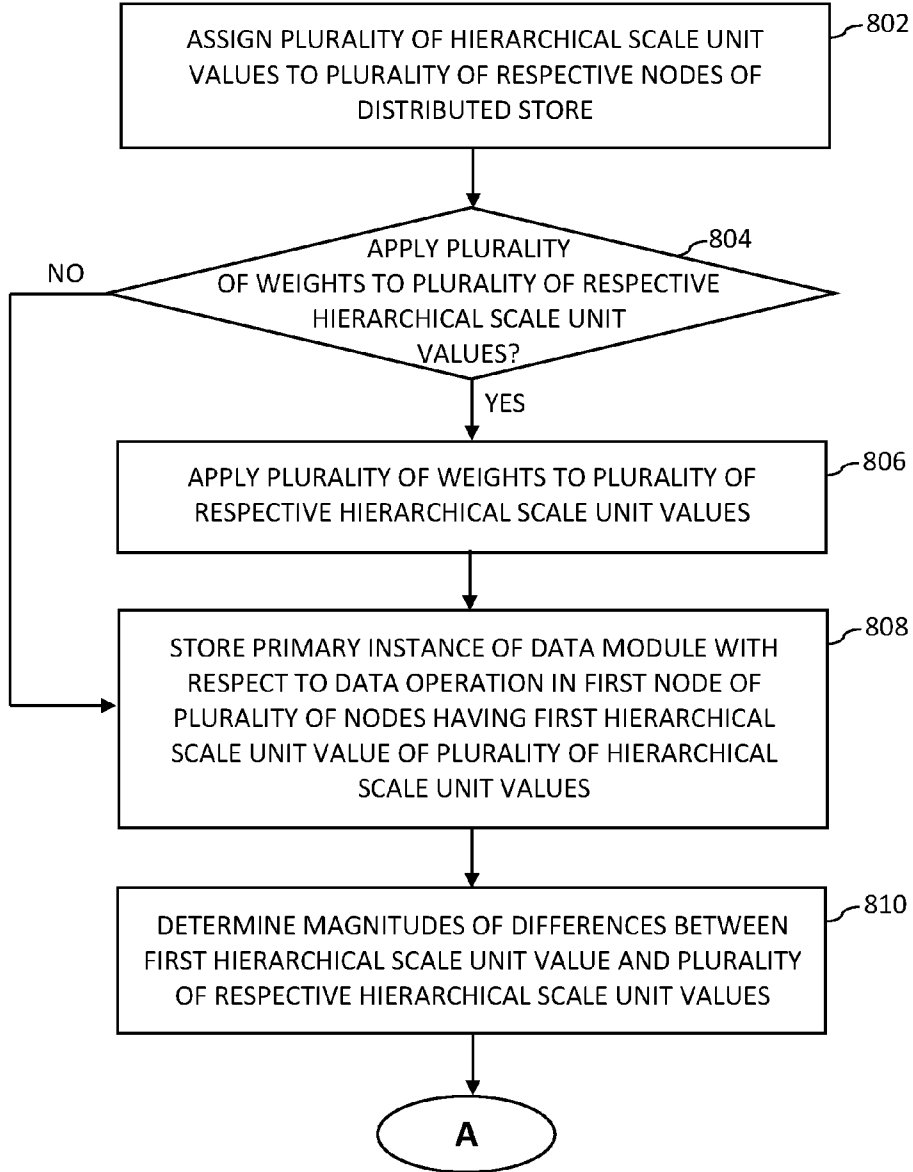 802
ASSIGN PLURALITY OF HIERARCHICAL SCALE UNIT
VALUES TO PLURALITY OF RESPECTIVE NODES OF
DISTRIBUTED STORE
804
APPLY PLURALITY
OF WEIGHTS TO PLURALITY OF RESPECTIVE
HIERARCHICAL SCALE UNIT
VALUES?
NO
YES
806
APPLY PLURALITY OF WEIGHTS TO PLURALITY OF
RESPECTIVE HIERARCHICAL SCALE UNIT VALUES
808
STORE PRIMARY INSTANCE OF DATA MODULE WITH
RESPECT TO DATA OPERATION IN FIRST NODE OF
PLURALITY OF NODES HAVING FIRST HIERARCHICAL
SCALE UNIT VALUE OF PLURALITY OF HIERARCHICAL
SCALE UNIT VALUES
810
DETERMINE MAGNITUDES OF DIFFERENCES BETWEEN
FIRST HIERARCHICAL SCALE UNIT VALUE AND PLURALITY
OF RESPECTIVE HIERARCHICAL SCALE UNIT VALUES
A